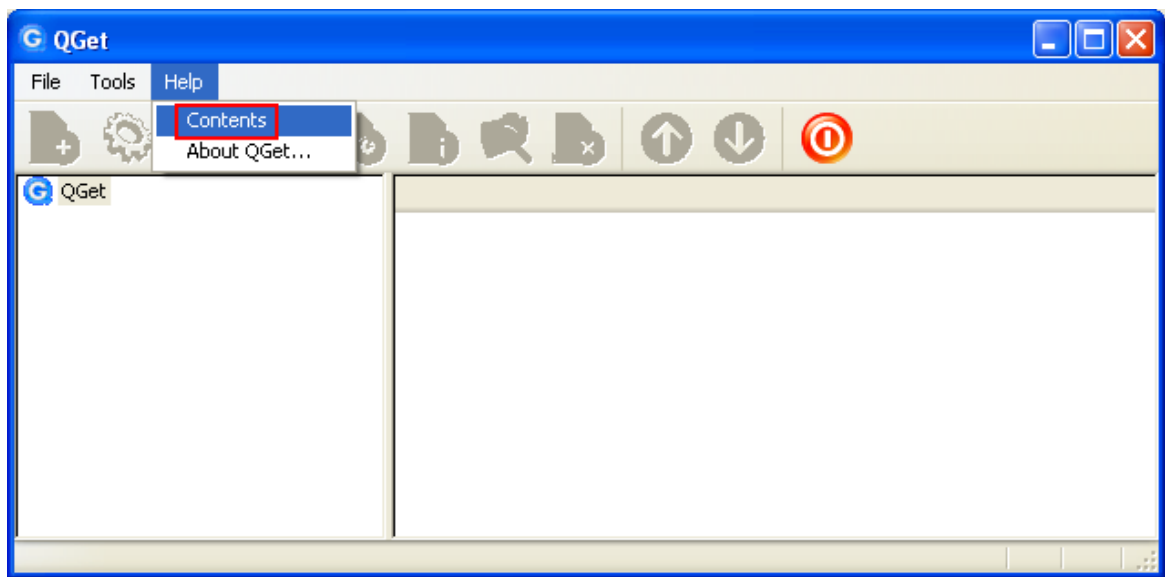 QGet
File Tools Help
Contents
About QGet...
QGet